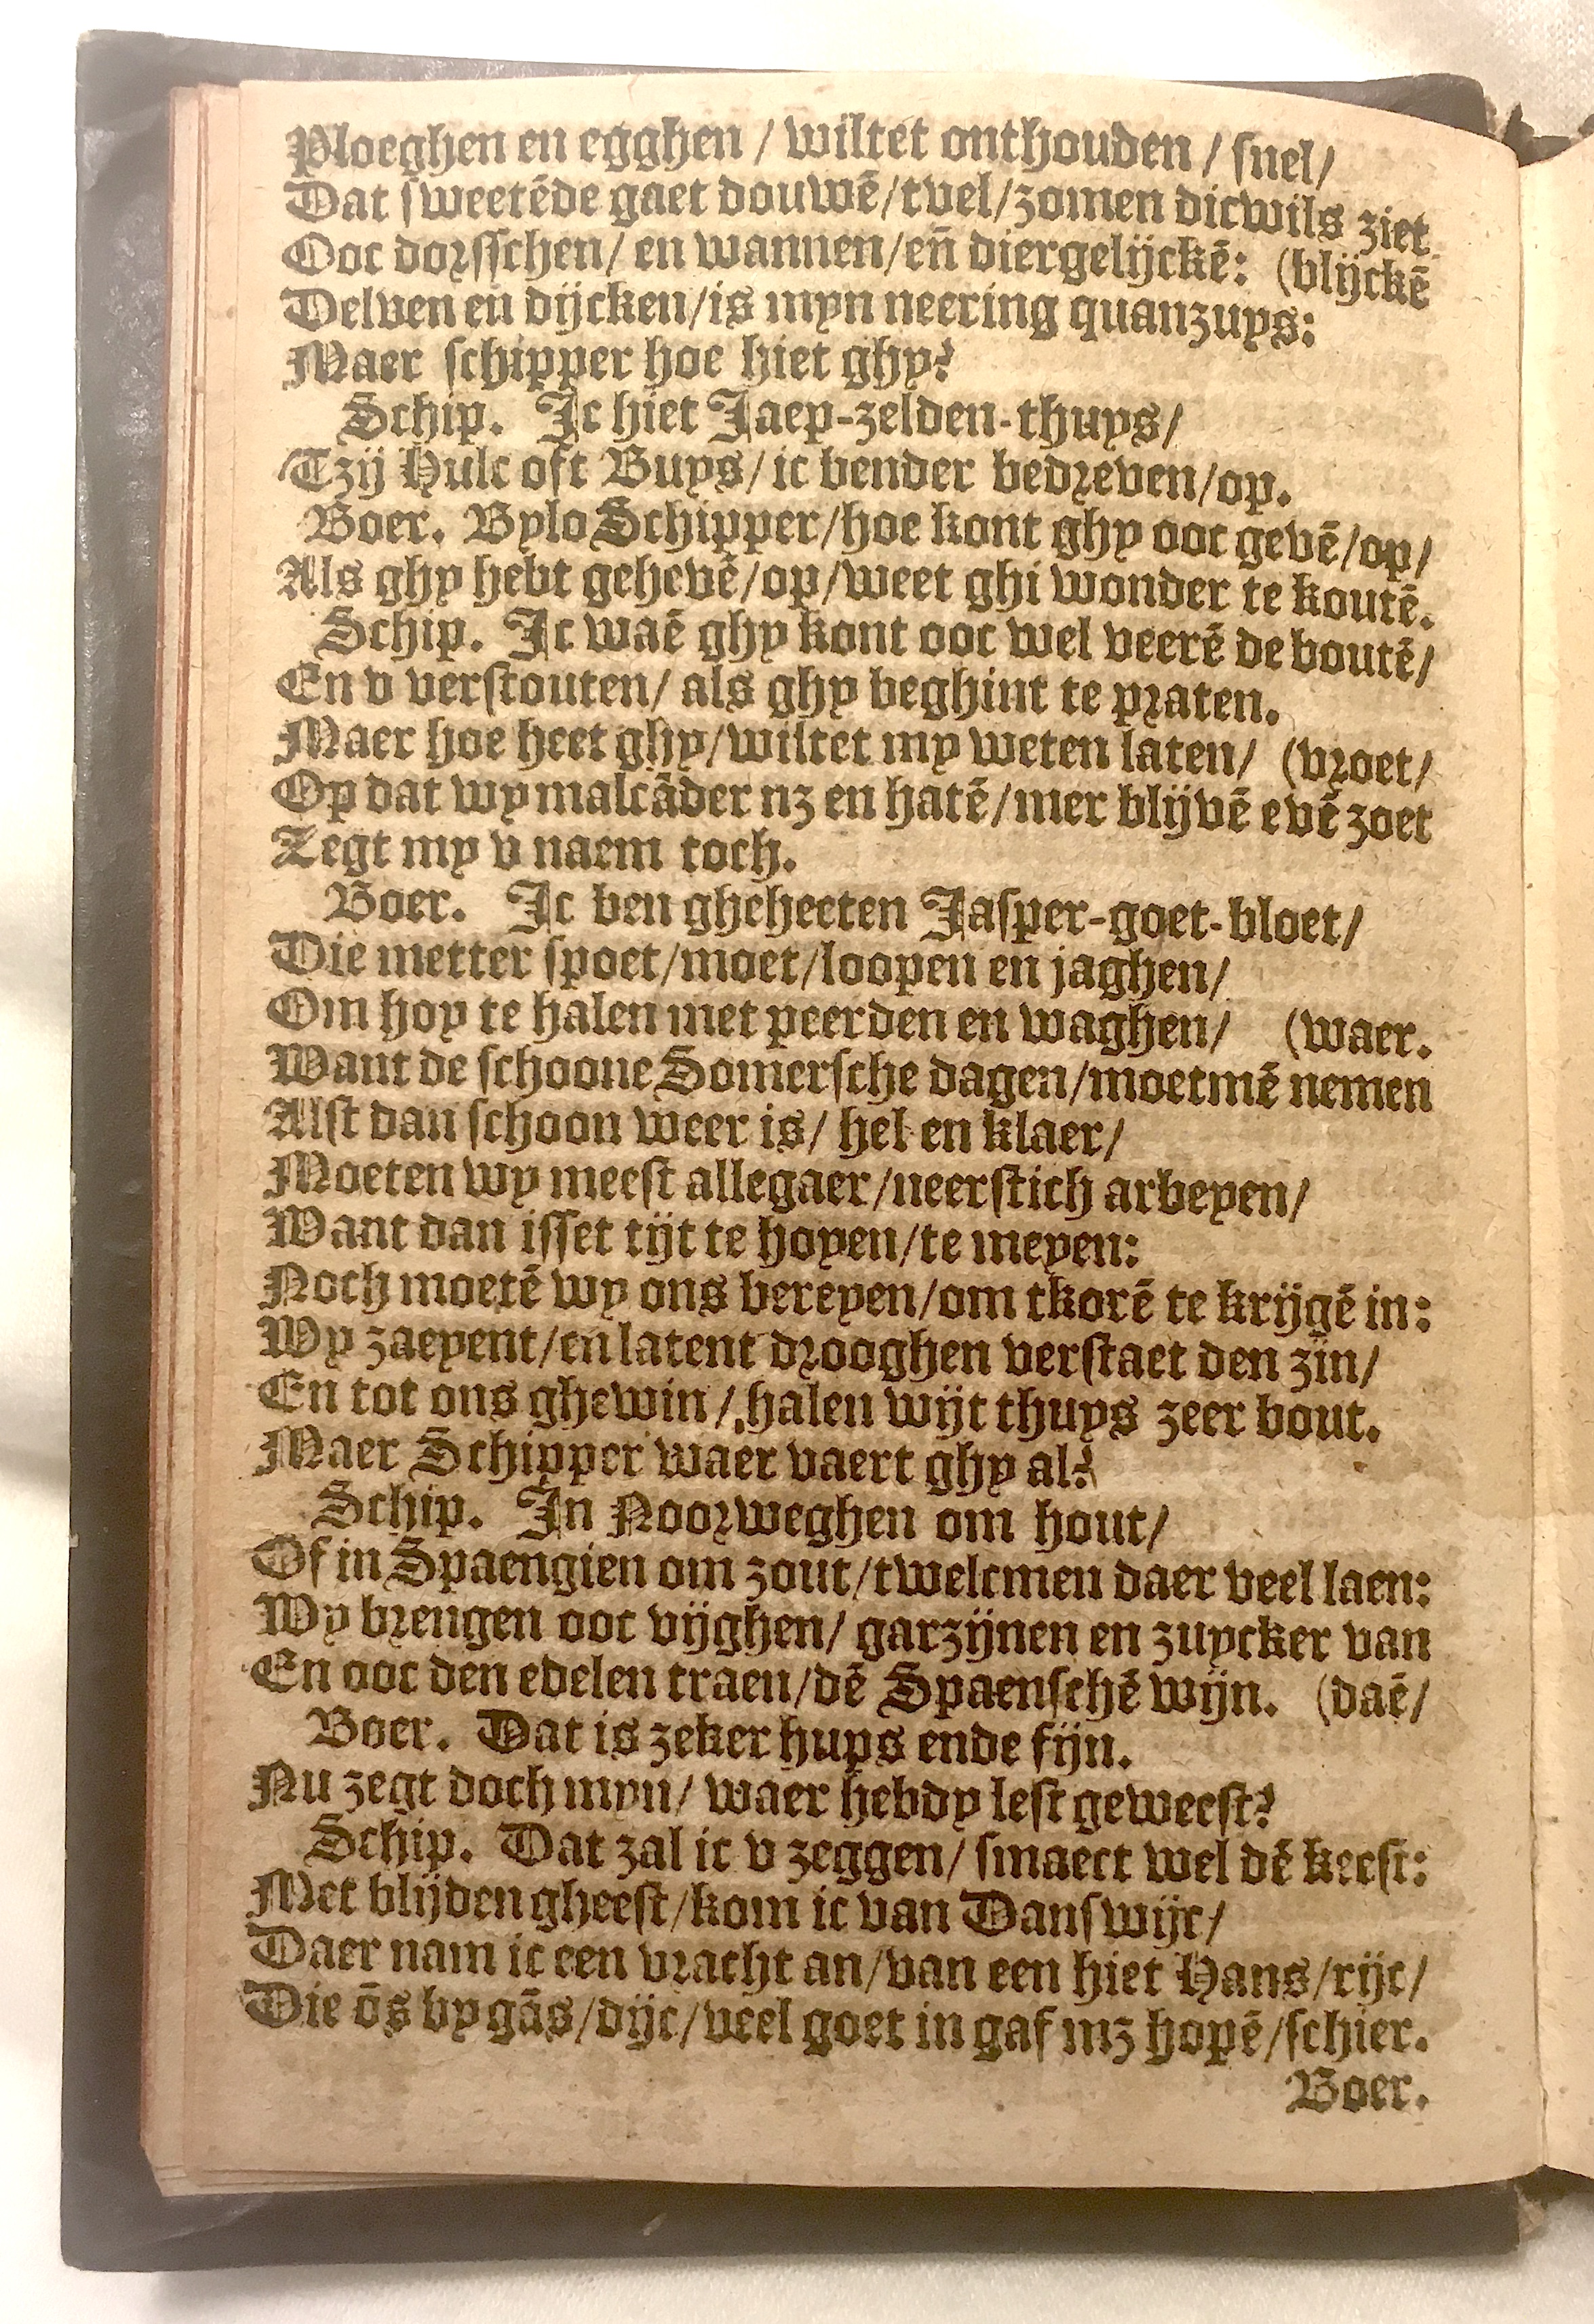 Ploeghen en egghen / wiltet onthouden / snel/
Dat sweetēde gaet douwē/tvel/zomen dicwils ziet
Ooc dorsschen/ en wannen/en̄ diergelijckē: (blijckē
Delven en dijcken/is myn neering quanzuys:
Maer schipper hoe hiet ghy?
Schip. Ic hiet Jaep-zelden-thuys/
Tzij Hulc oft Buys/ic bender bedreven/op.
Boer. Bylo Schipper/hoe kont ghy ooc gevē/op/
Als ghy hebt gehevē/op/weet ghi wonder te koutē.
Schip. Ic waē ghy kont ooc wel veerē de boutē/
En v verstouten/ als ghy beghint te praten.
Maer hoe heet ghy/wiltet my weten laten/ (vroet/
Op dat wy malcāder nz en hatē/mer blijvē evē zoet
Zegt my v naem toch.
Boer. Ic ben gheheeten Jasper-goet-bloet/
Die metter spoet/moet/loopen en jaghen/
Om hoy te halen met peerden en waghen/ (waer.
Want de schoone Somersche dagen/moetmē nemen
Alst dan schoon weer is/ hel en klaer/
Moeten wy meest allegaer/neerstich arbeyen/
Want dan isset tijt te hoyen/te meyen:
Noch moetē wy ons bereyen/om tkorē te krijgē in:
Wy zaeyent/en latent drooghen verstaet den zin/
En tot ons ghewin / halen wijt thuys zeer bout.
Maer Schipper waer vaert ghy al?
Schip. In Noorweghen om hout/
Of in Spaengien om zout/twelcmen daer veel laen:
Wy brengen ooc vijghen/ garzijnen en zuycker van
En ooc den edelen traen/dē Spaenschē wijn. (daē/
Boer. Dat is zeker hups ende fijn.
Nu zegt doch myn/ waer hebdy lest geweest?
Schip. Dat zal ic v zeggen/ smaect wel dē keest:
Met blijden gheest/kom ic van Danswijc/
Daer nam ic een vracht an/van een hiet Hans/rijc/
Die ōs by gās/dijc/veel goet in gaf mz hopē/schier.
Boer.